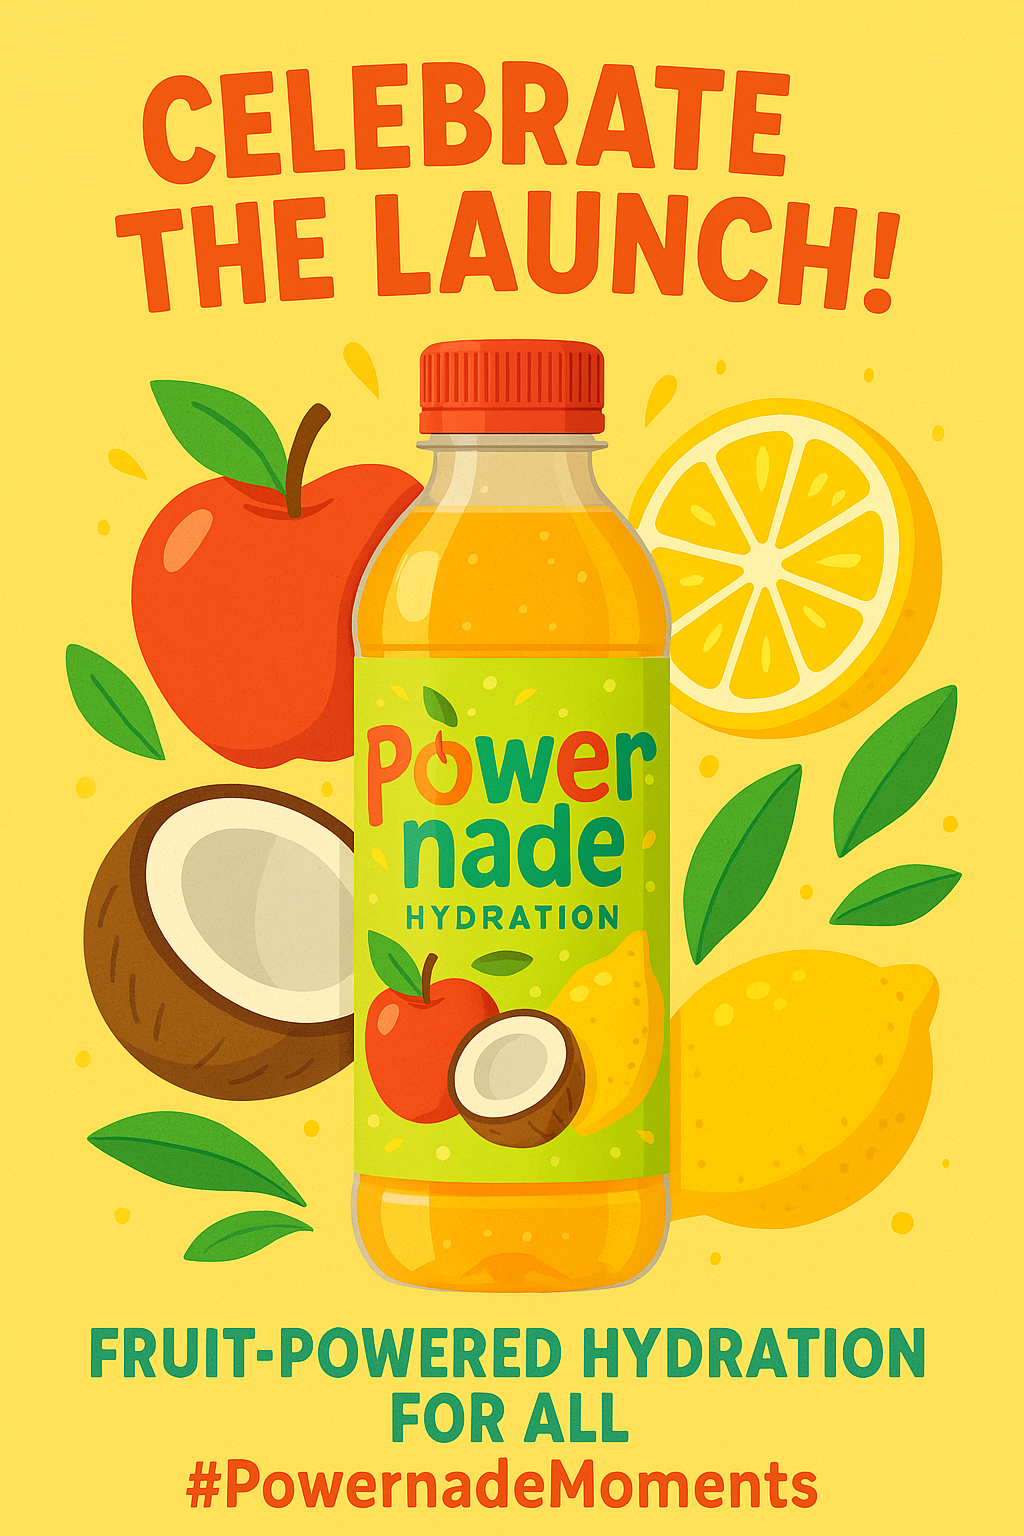 CELEBRATE
THE LAUNCH!
Power
nade
HYDRATION
FRUIT-POWERED HYDRATION
FOR ALL
#PowernadeMoments